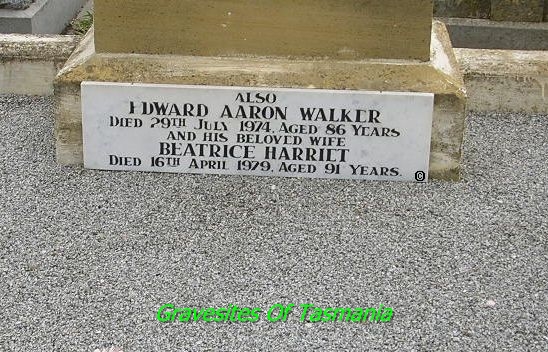 ALSO
EDWARD AARON WALKER
DIED 29TH JULY 1974, AGED 86 YEARS
AND HIS BELOVED WIFE
BEATRICE HARRIET
DIED 16TH APRIL 1979, AGED 91 YEARS.
©
Gravesites Of Tasmania